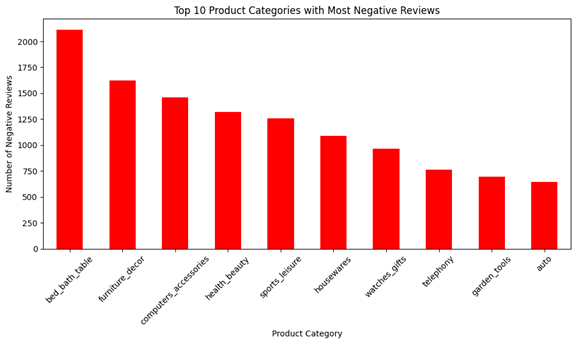 Top 10 Product Categories with Most Negative Reviews
Number of Negative Reviews
2000
1750
1500
1250
1000
750
500
250
0
bed_bath_table
furniture_decor
computers_accessories
health_beauty
sports_leisure
housewares
watches_gifts
telephony
garden_tools
auto
Product Category